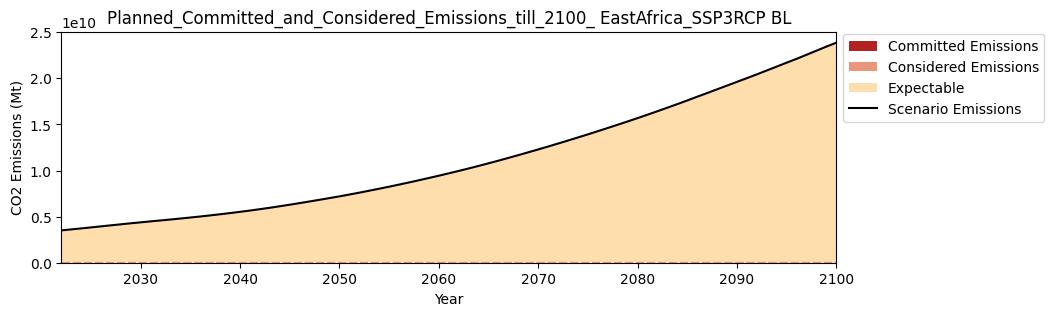 Planned_Committed_and_Considered_Emissions_till_2100_ EastAfrica_SSP3RCP BL
1e10
2.5
2.0
1.5
1.0
0.5
0.0
CO2 Emissions (Mt)
2030 2040 2050 2060 2070 2080 2090 2100
Year
Committed Emissions
Considered Emissions
Expectable
Scenario Emissions